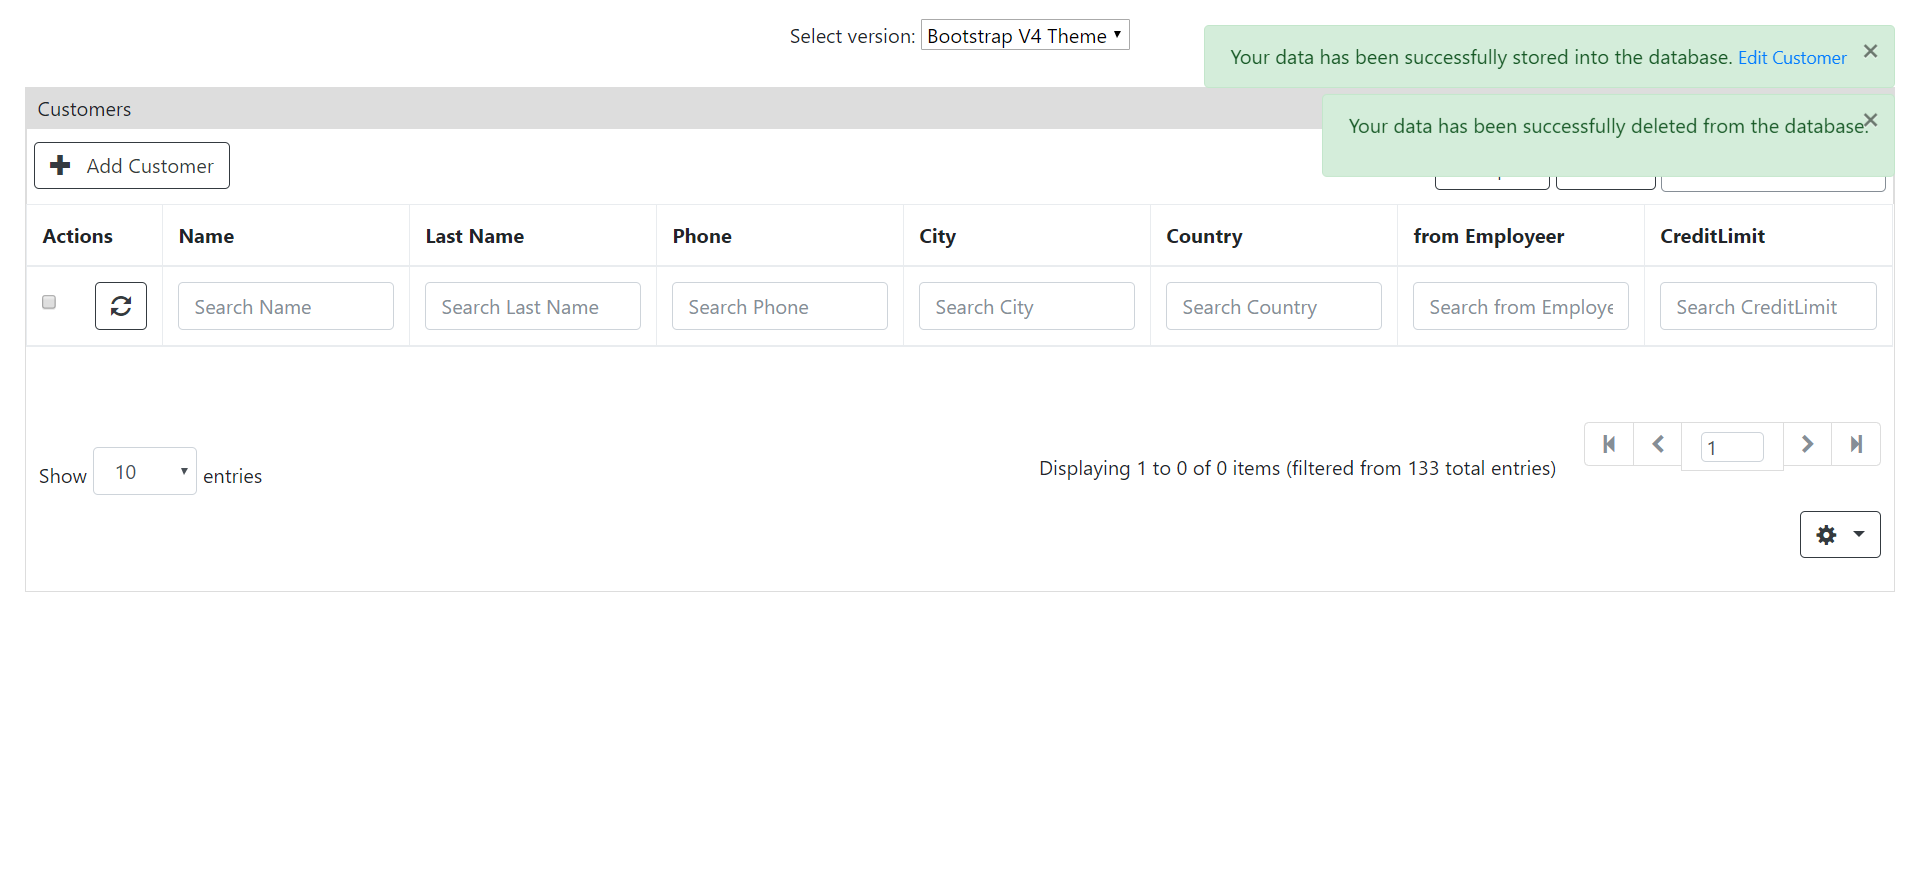 Select version: Bootstrap V4 Theme
Your data has been successfully stored into the database. Edit Customer ×
Customers
Your data has been successfully deleted from the database. ×
Add Customer
Actions Name Last Name Phone City Country from Employeer CreditLimit
Search Name Search Last Name Search Phone Search City Search Country Search from Employe Search CreditLimit
Show 10 entries
Displaying 1 to 0 of 0 items (filtered from 133 total entries)
1